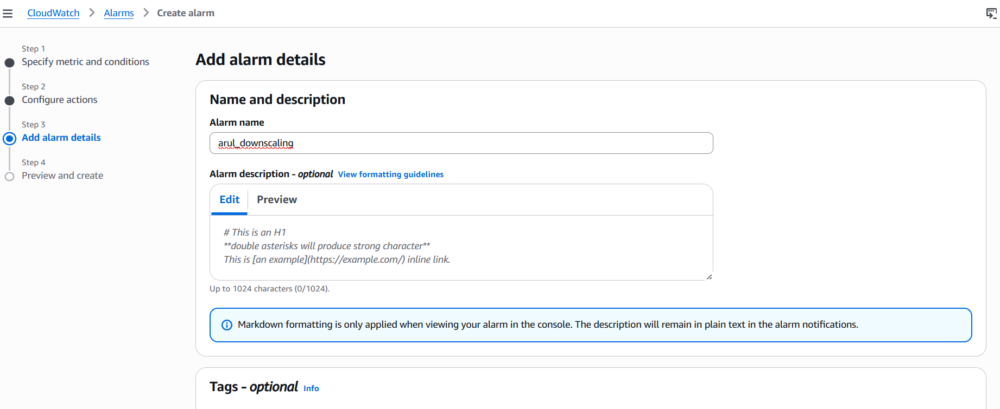 CloudWatch > Alarms > Create alarm
Step 1
Specify metric and conditions
Step 2
Configure actions
Step 3
Add alarm details
Step 4
Preview and create
Add alarm details
Name and description
Alarm name
arul_downscaling
Alarm description - optional View formatting guidelines
Edit Preview
# This is an H1
**double asterisks will produce strong character**
This is [an example](https://example.com/) inline link.
Up to 1024 characters (0/1024).
Markdown formatting is only applied when viewing your alarm in the console. The description will remain in plain text in the alarm notifications.
Tags - optional Info